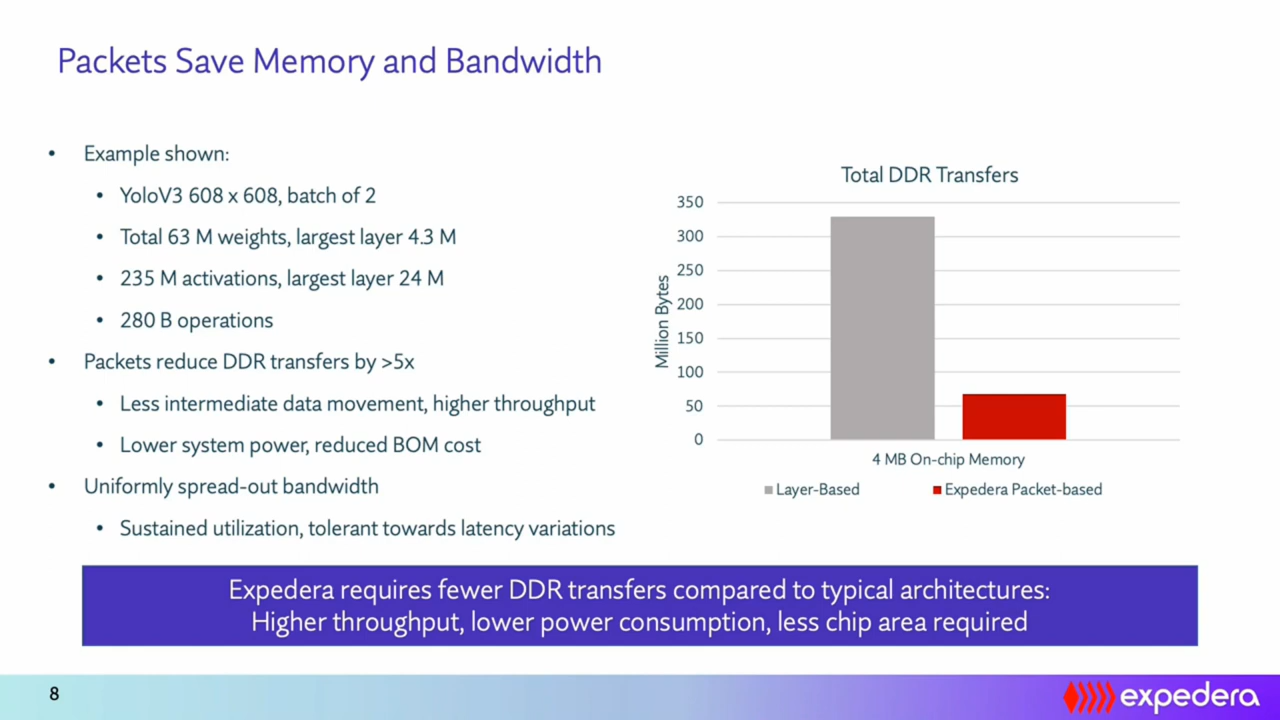 Packets Save Memory and Bandwidth
• Example shown:
• YoloV3 608 x 608, batch of 2
• Total 63 M weights, largest layer 4.3 M
• 235 M activations, largest layer 24 M
• 280 B operations
• Packets reduce DDR transfers by >5x
• Less intermediate data movement, higher throughput
• Lower system power, reduced BOM cost
• Uniformly spread-out bandwidth
• Sustained utilization, tolerant towards latency variations
Total DDR Transfers
Million Bytes
350
300
250
200
150
100
50
0
4 MB On-chip Memory
Layer-Based
Expedera Packet-based
Expedera requires fewer DDR transfers compared to typical architectures:
Higher throughput, lower power consumption, less chip area required
8
expedera